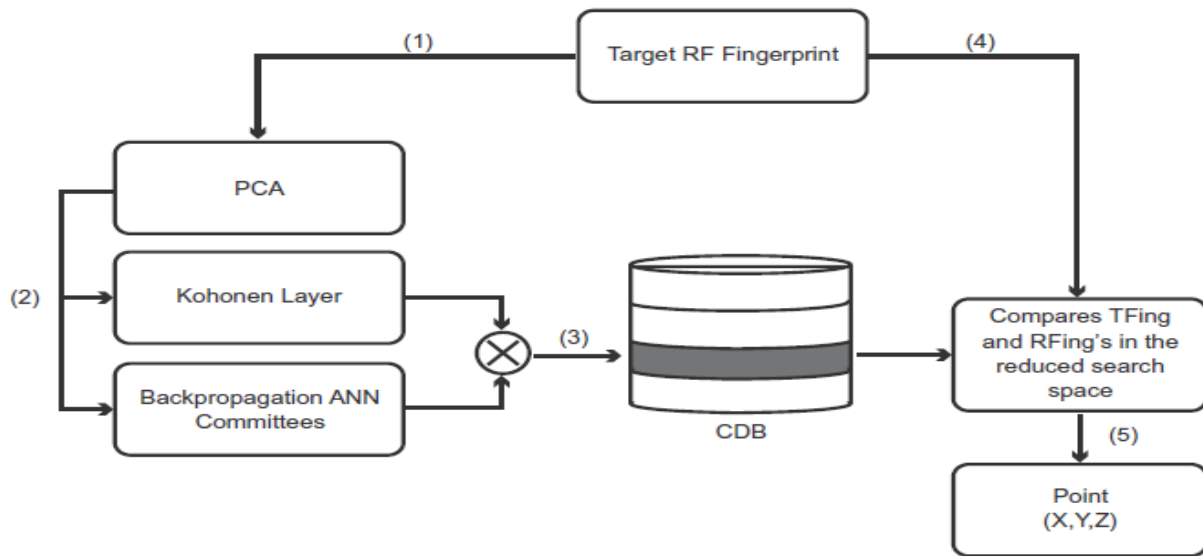 (1)
Target RF Fingerprint
(4)
PCA
(2)
Kohonen Layer
Backpropagation ANN
Committees
(3)
CDB
Compares TFing
and RFing's in the
reduced search
space
(5)
Point
(X,Y,Z)